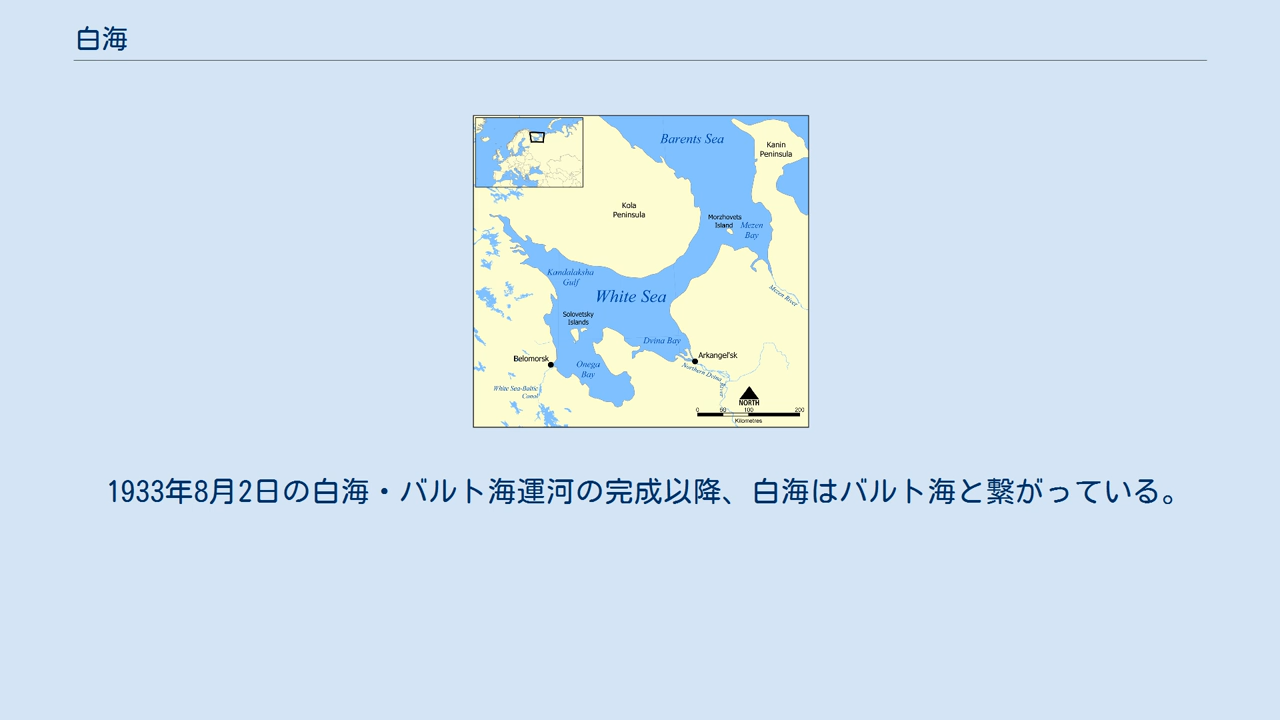 白海
Barents Sea
Kanin
Peninsula
Kola
Peninsula
Morzhovets
Island
Mezen
Bay
Kandalaksha
Gulf
White Sea
Mezen River
Solovetsky
Islands
Dvina Bay
Arkangel'sk
Belomorsk
Onega
Bay
Northern Dvina
River
White Sea-Baltic
Canal
NORTH
0 50 100 200
Kilometres
1933年8月2日の白海・バルト海運河の完成以降、白海はバルト海と繋がっている。